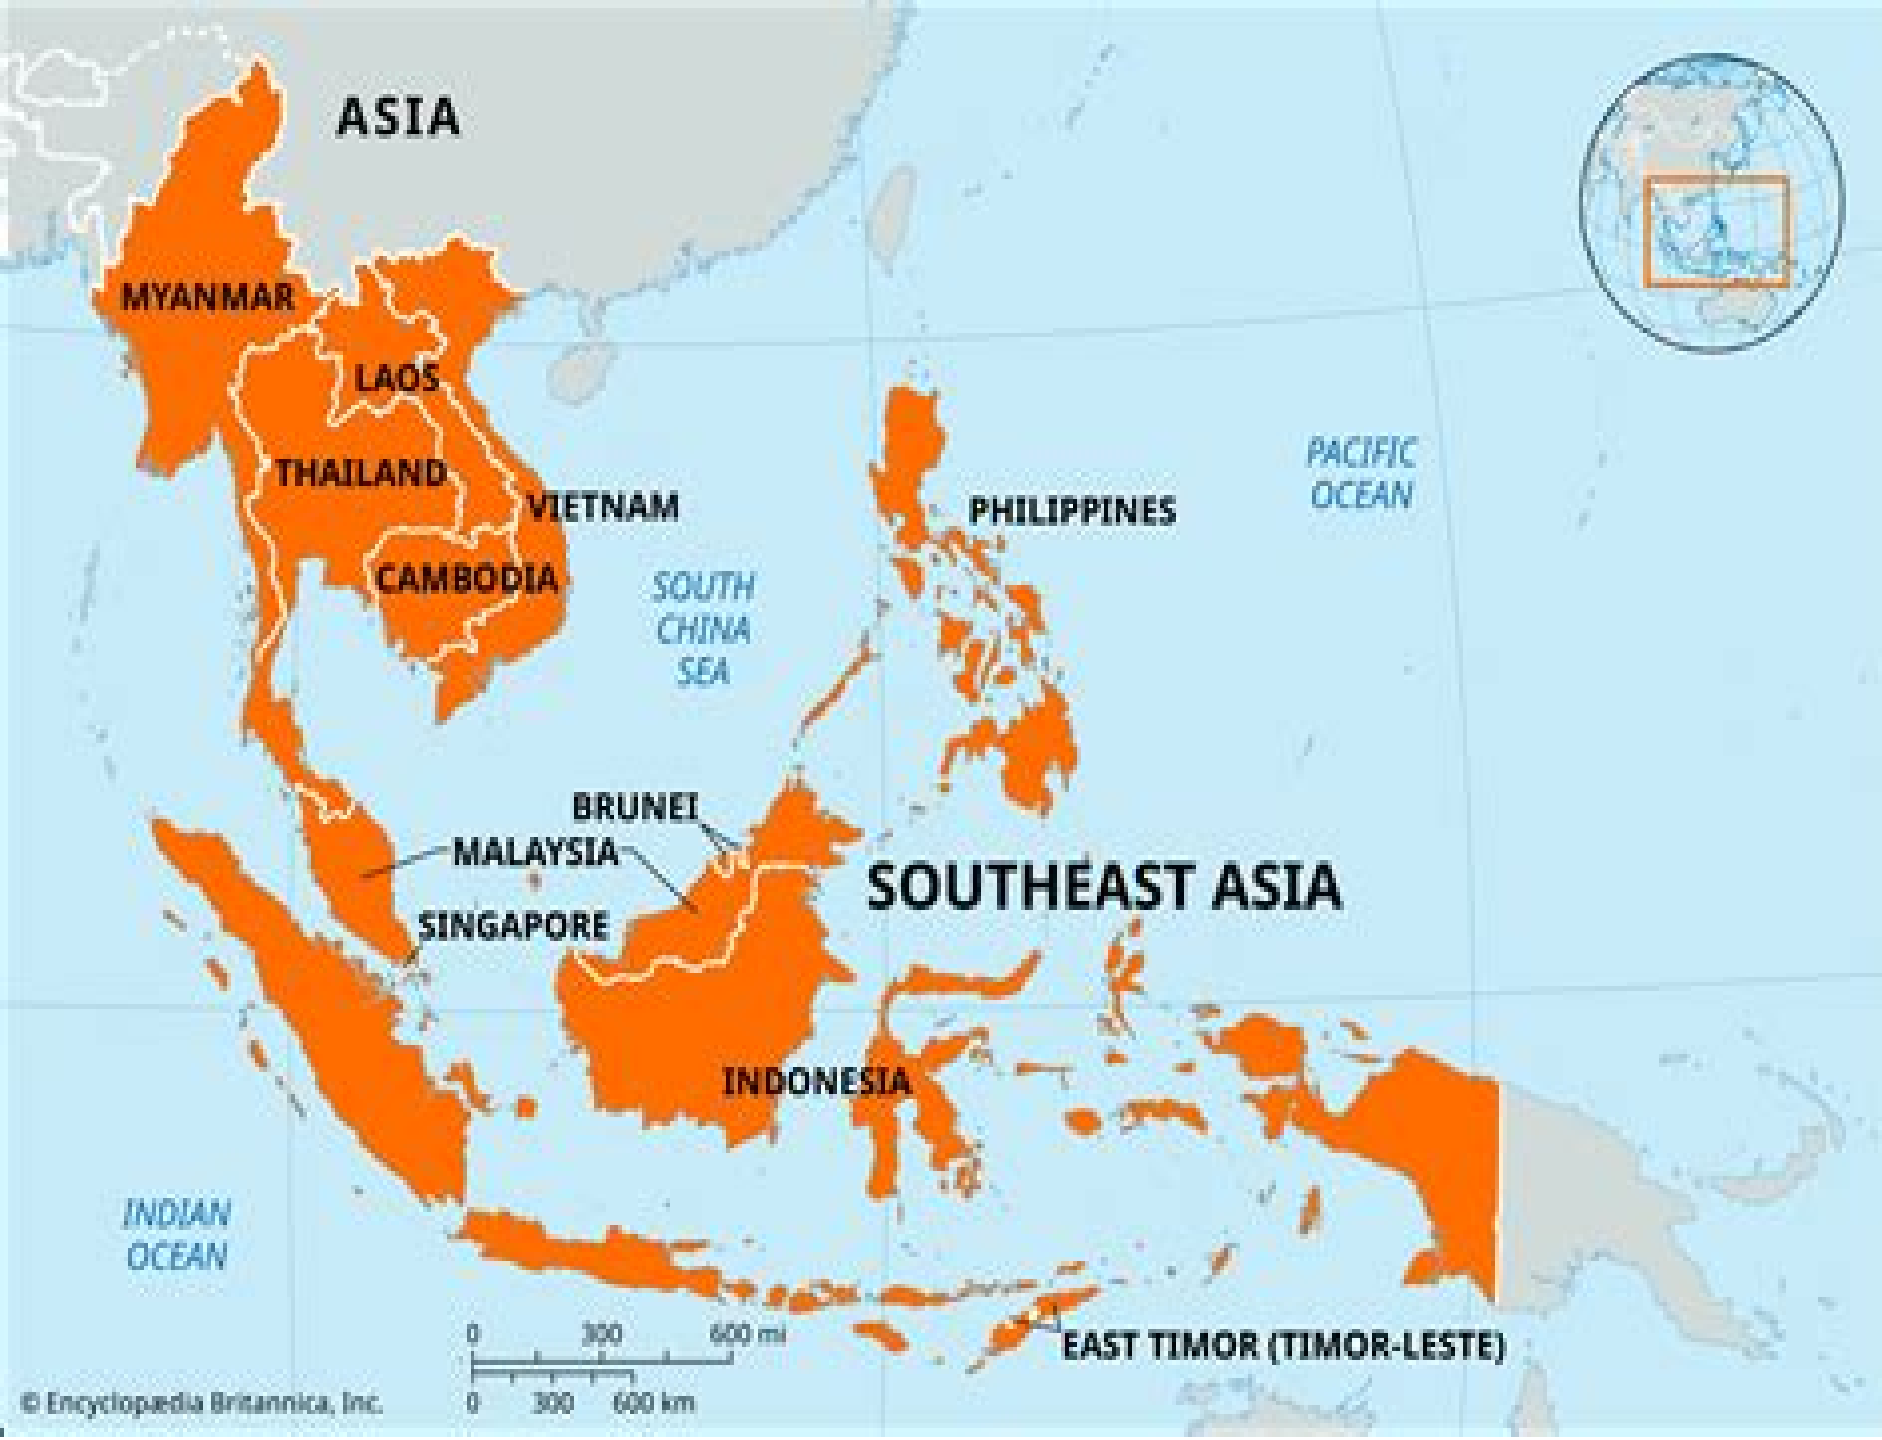 ASIA
MYANMAR
LAOS
THAILAND
VIETNAM
CAMBODIA
SOUTH
CHINA
SEA
PHILIPPINES
PACIFIC
OCEAN
BRUNEI
MALAYSIA
SINGAPORE
SOUTHEAST ASIA
INDONESIA
INDIAN
OCEAN
EAST TIMOR (TIMOR-LESTE)
0 300 600 mi
0 300 600 km
© Encyclopædia Britannica, Inc.